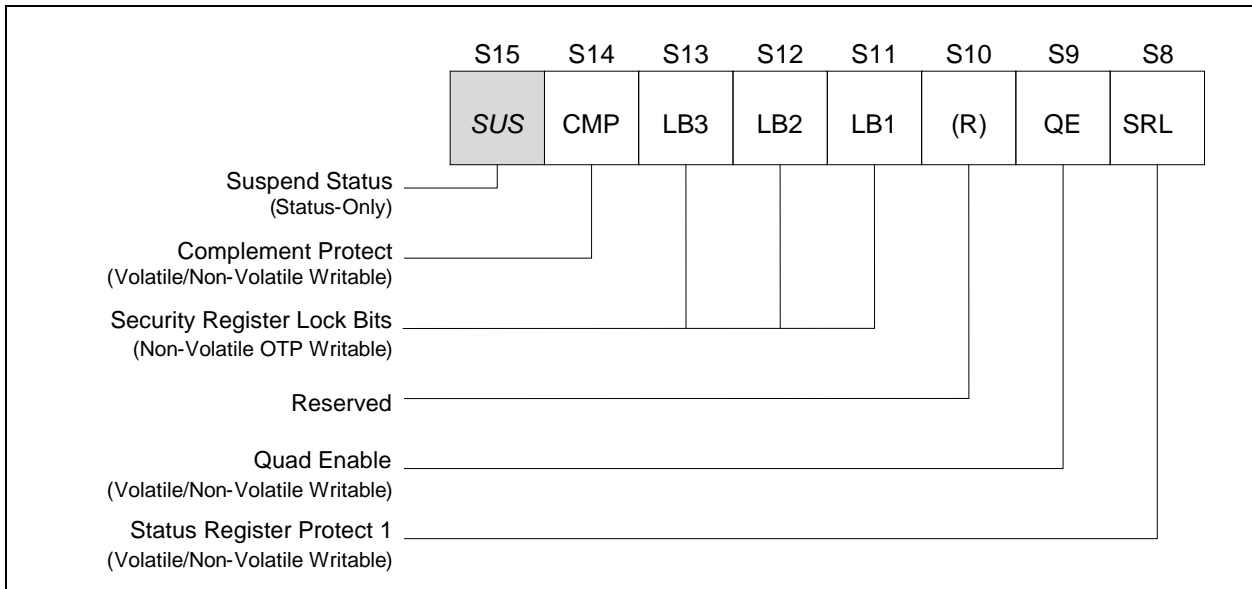 S15 S14 S13 S12 S11 S10 S9 S8
SUS CMP LB3 LB2 LB1 (R) QE SRL
Suspend Status
(Status-Only)
Complement Protect
(Volatile/Non-Volatile Writable)
Security Register Lock Bits
(Non-Volatile OTP Writable)
Reserved
Quad Enable
(Volatile/Non-Volatile Writable)
Status Register Protect 1
(Volatile/Non-Volatile Writable)